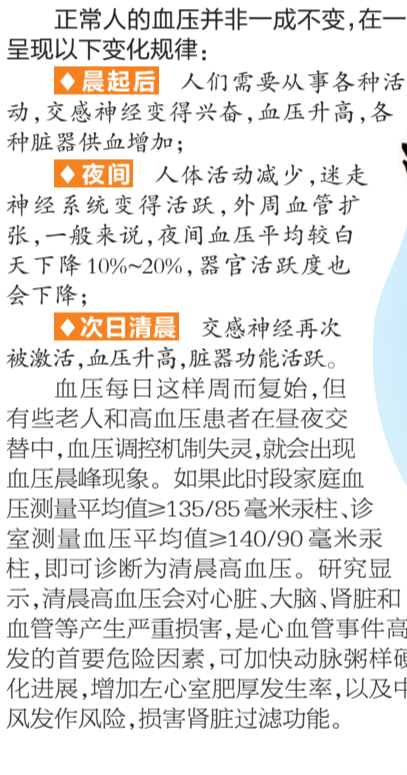 正常人的血压并非一成不变,在一
呈现以下变化规律:
◆晨起后 人们需要从事各种活
动,交感神经变得兴奋,血压升高,各
种脏器供血增加;
◆夜间 人体活动减少,迷走
神经系统变得活跃,外周血管扩
张,一般来说,夜间血压平均较白
天下降10%~20%,器官活跃度也
会下降;
◆次日清晨 交感神经再次
被激活,血压升高,脏器功能活跃。
血压每日这样周而复始,但
有些老人和高血压患者在昼夜交
替中,血压调控机制失灵,就会出现
血压晨峰现象。如果此时段家庭血
压测量平均值≥135/85毫米汞柱、诊
室测量血压平均值≥140/90毫米汞
柱,即可诊断为清晨高血压。研究显
示,清晨高血压会对心脏、大脑、肾脏和
血管等产生严重损害,是心血管事件高
发的首要危险因素,可加快动脉粥样硬
化进展,增加左心室肥厚发生率,以及中
风发作风险,损害肾脏过滤功能。